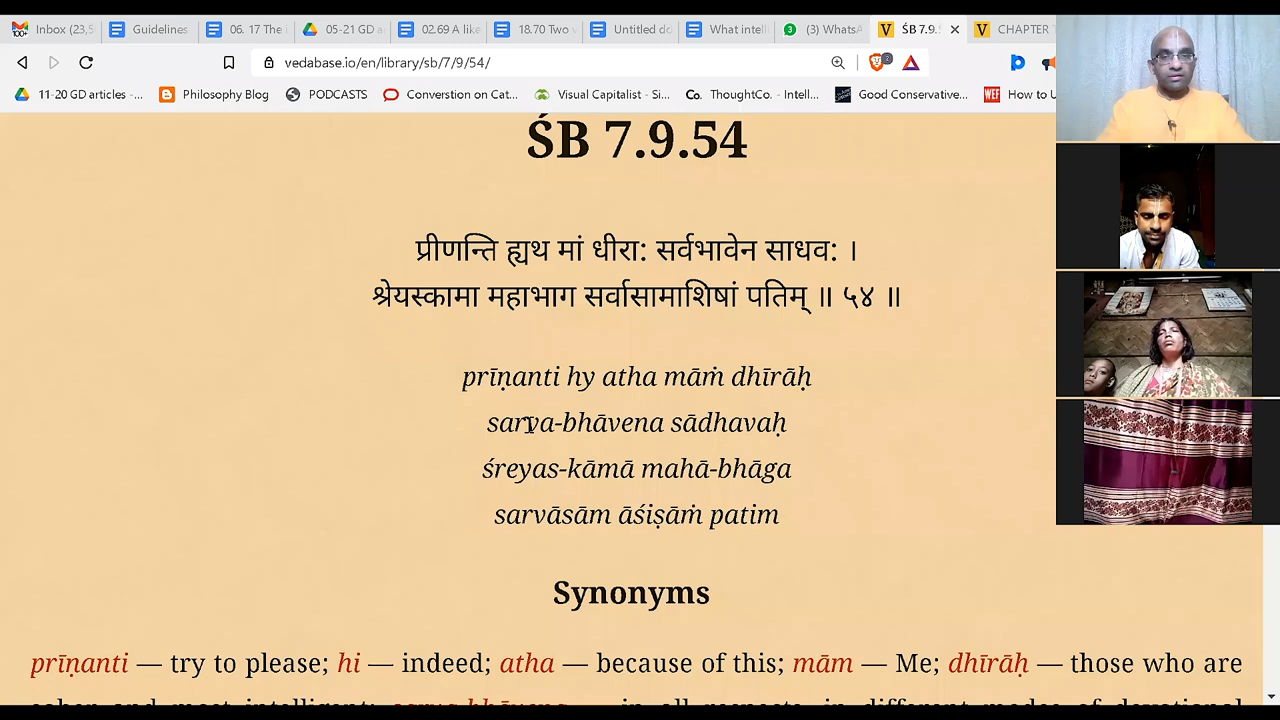 Inbox (23,5
Guidelines
06. 17 The
05-21 GD a
02.69 A like
18.70 Two v
Untitled do
What intell
(3) WhatsA
ŚB 7.9.5
CHAPTER
vedabase.io/en/library/sb/7/9/54/
11-20 GD articles -...
Philosophy Blog
PODCASTS
Converstion on Cat...
Visual Capitalist - Si...
Co. ThoughtCo. - Intell...
Good Conservative...
WEF How to U
ŚB 7.9.54
प्रीणन्ति ह्यथ मां धीरा: सर्वभावेन साधव: ।
श्रेयस्कामा महाभाग सर्वासामाशिषां पतिम् ॥ ५४ ॥
prīṇanti hy atha māṁ dhīrāḥ
sarva-bhāvena sādhavaḥ
śreyas-kāmā mahā-bhāga
sarvāsām āśiṣāṁ patim
Synonyms
prīṇanti — try to please; hi — indeed; atha — because of this; mām — Me; dhīrāḥ — those who are